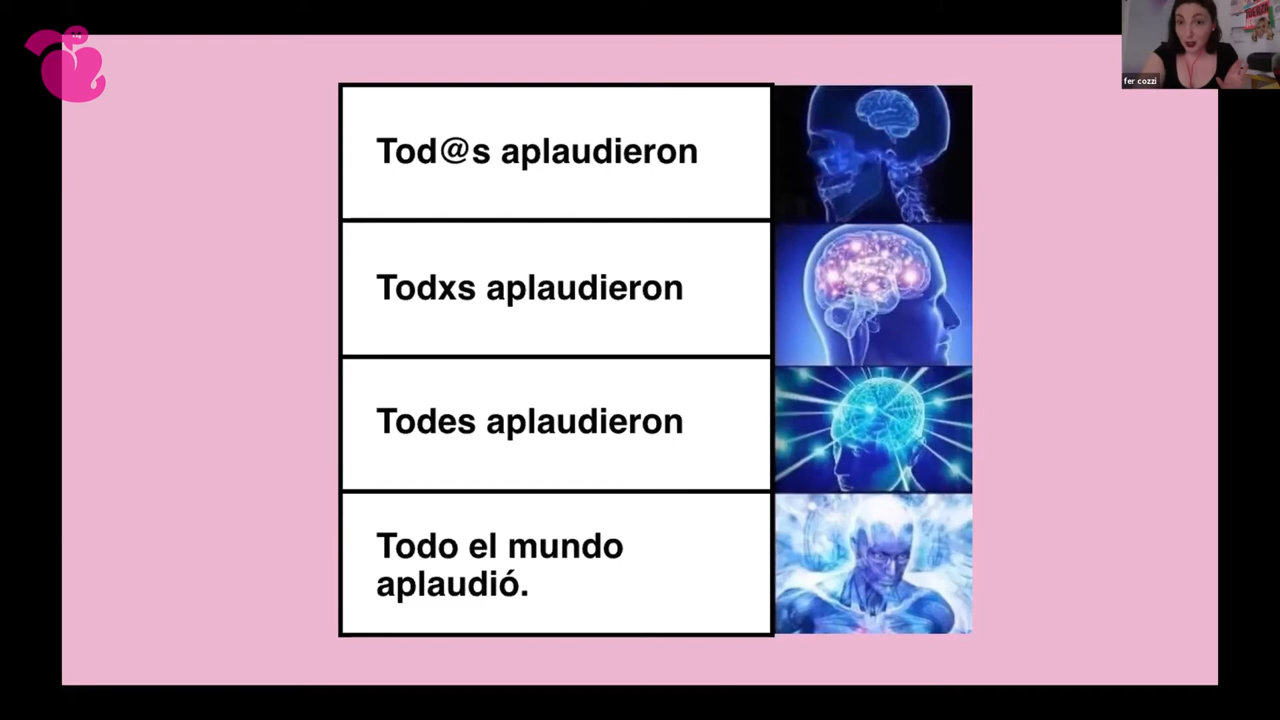 fer cozzi
Tod@s aplaudieron
Todxs aplaudieron
Todes aplaudieron
Todo el mundo
aplaudió.